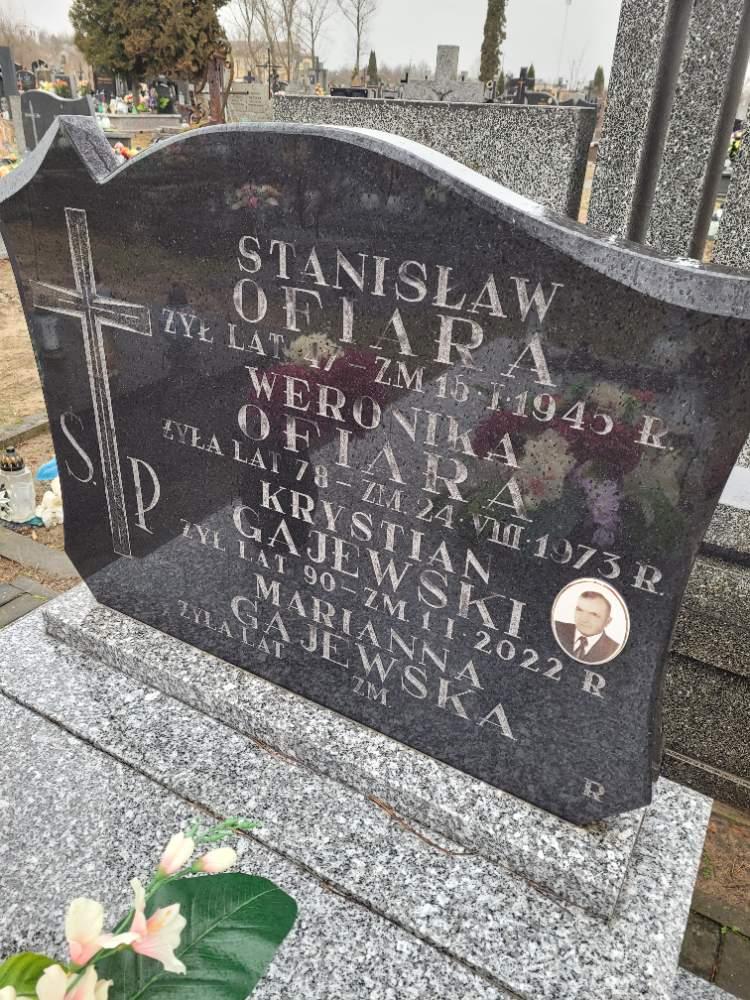 Ś. P
STANISŁAW
OFIARA
ŻYŁ LAT 47 - ZM 15·I·1945 R.
WERONIKA
OFIARA
ŻYŁA LAT 78 - ZM. 24·VIII·1973 R.
KRYSTIAN
GAJEWSKI
ŻYŁ LAT 90 - ZM 1 I·2022 R
MARIANNA
GAJEWSKA
ŻYŁA LAT ZM R